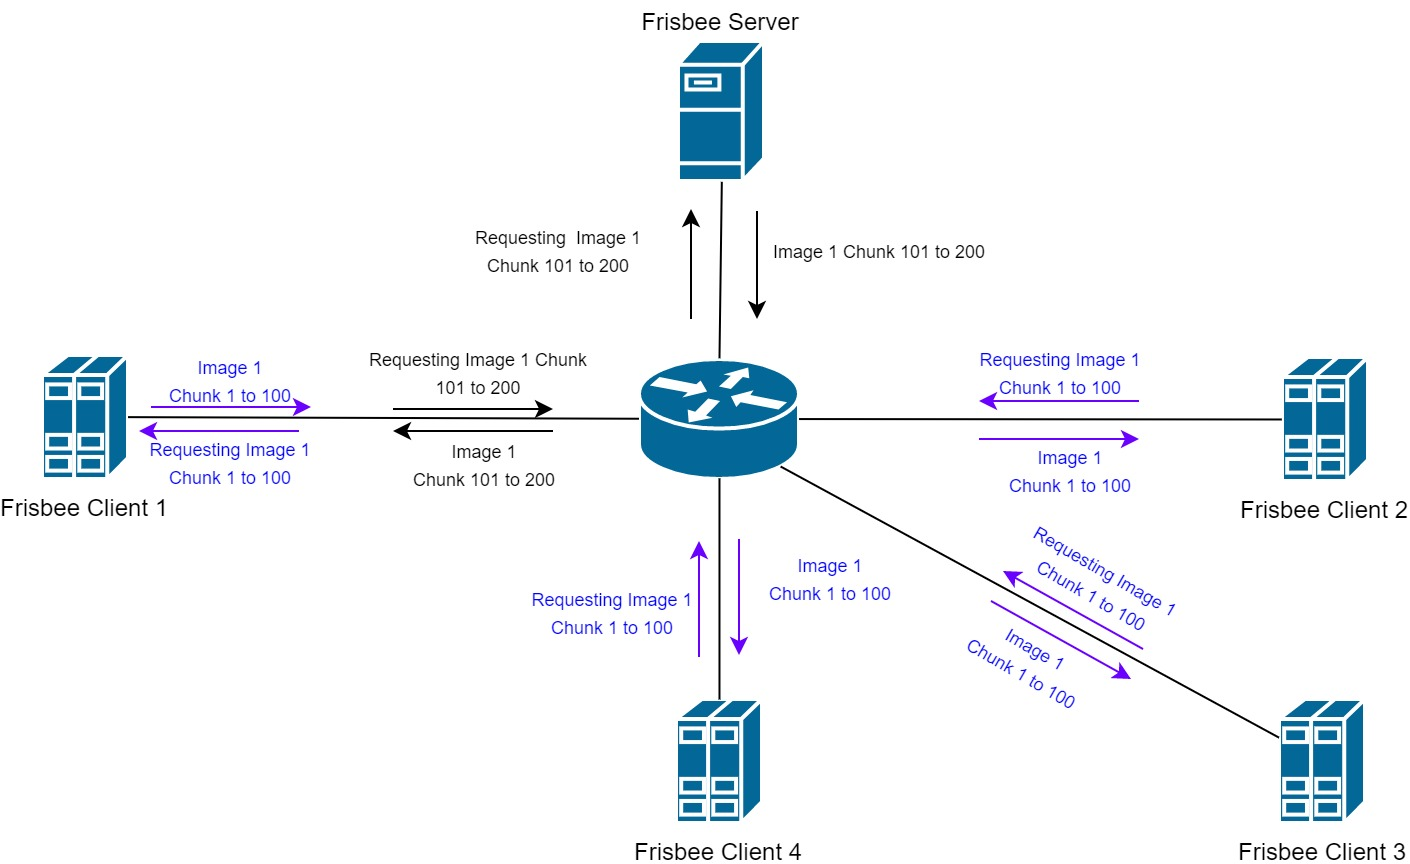 Frisbee Server
Requesting  Image 1
Chunk 101 to 200
Image 1 Chunk 101 to 200
Image 1
Chunk 1 to 100
Requesting Image 1
Chunk 1 to 100
Requesting Image 1 Chunk
101 to 200
Image 1
Chunk 101 to 200
Frisbee Client 1
Requesting Image 1
Chunk 1 to 100
Image 1
Chunk 1 to 100
Frisbee Client 2
Requesting Image 1
Chunk 1 to 100
Image 1
Chunk 1 to 100
Requesting Image 1
Chunk 1 to 100
Image 1
Chunk 1 to 100
Frisbee Client 4
Frisbee Client 3